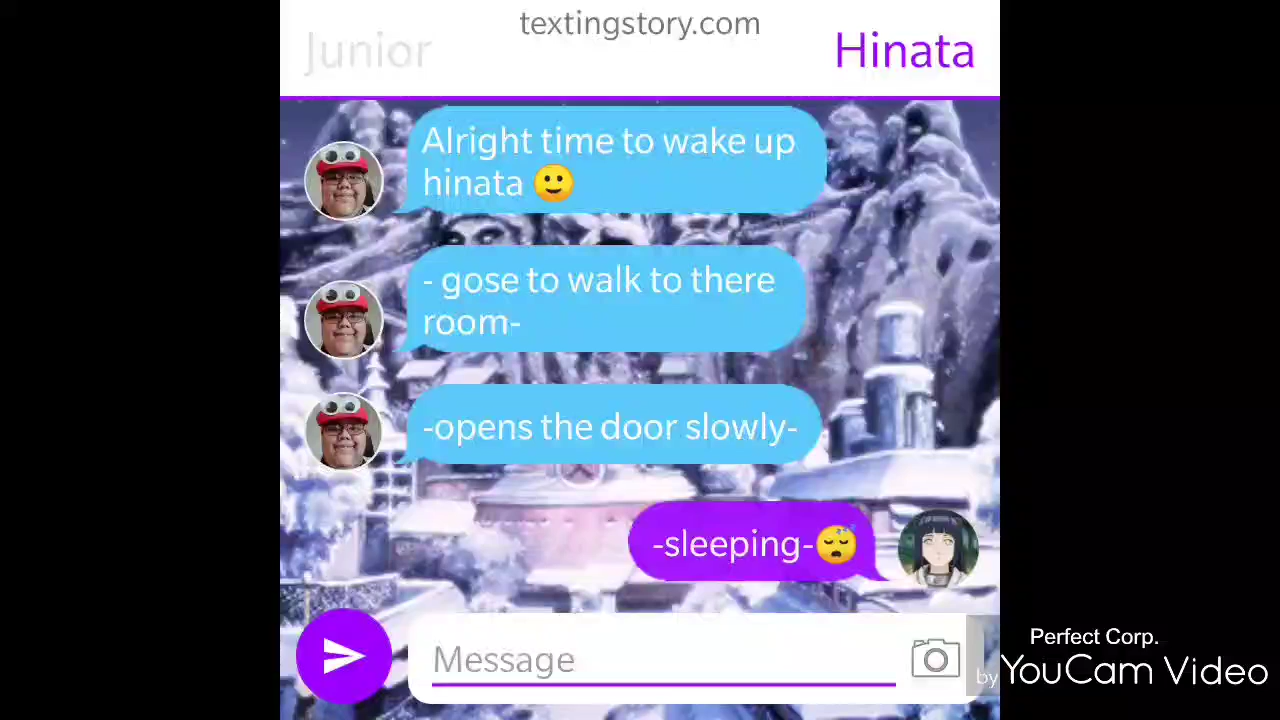 textingstory.com
Junior
Hinata
Alright time to wake up
hinata 🙂
- gose to walk to there
room-
-opens the door slowly-
-sleeping-😴
Message
Perfect Corp.
by YouCam Video